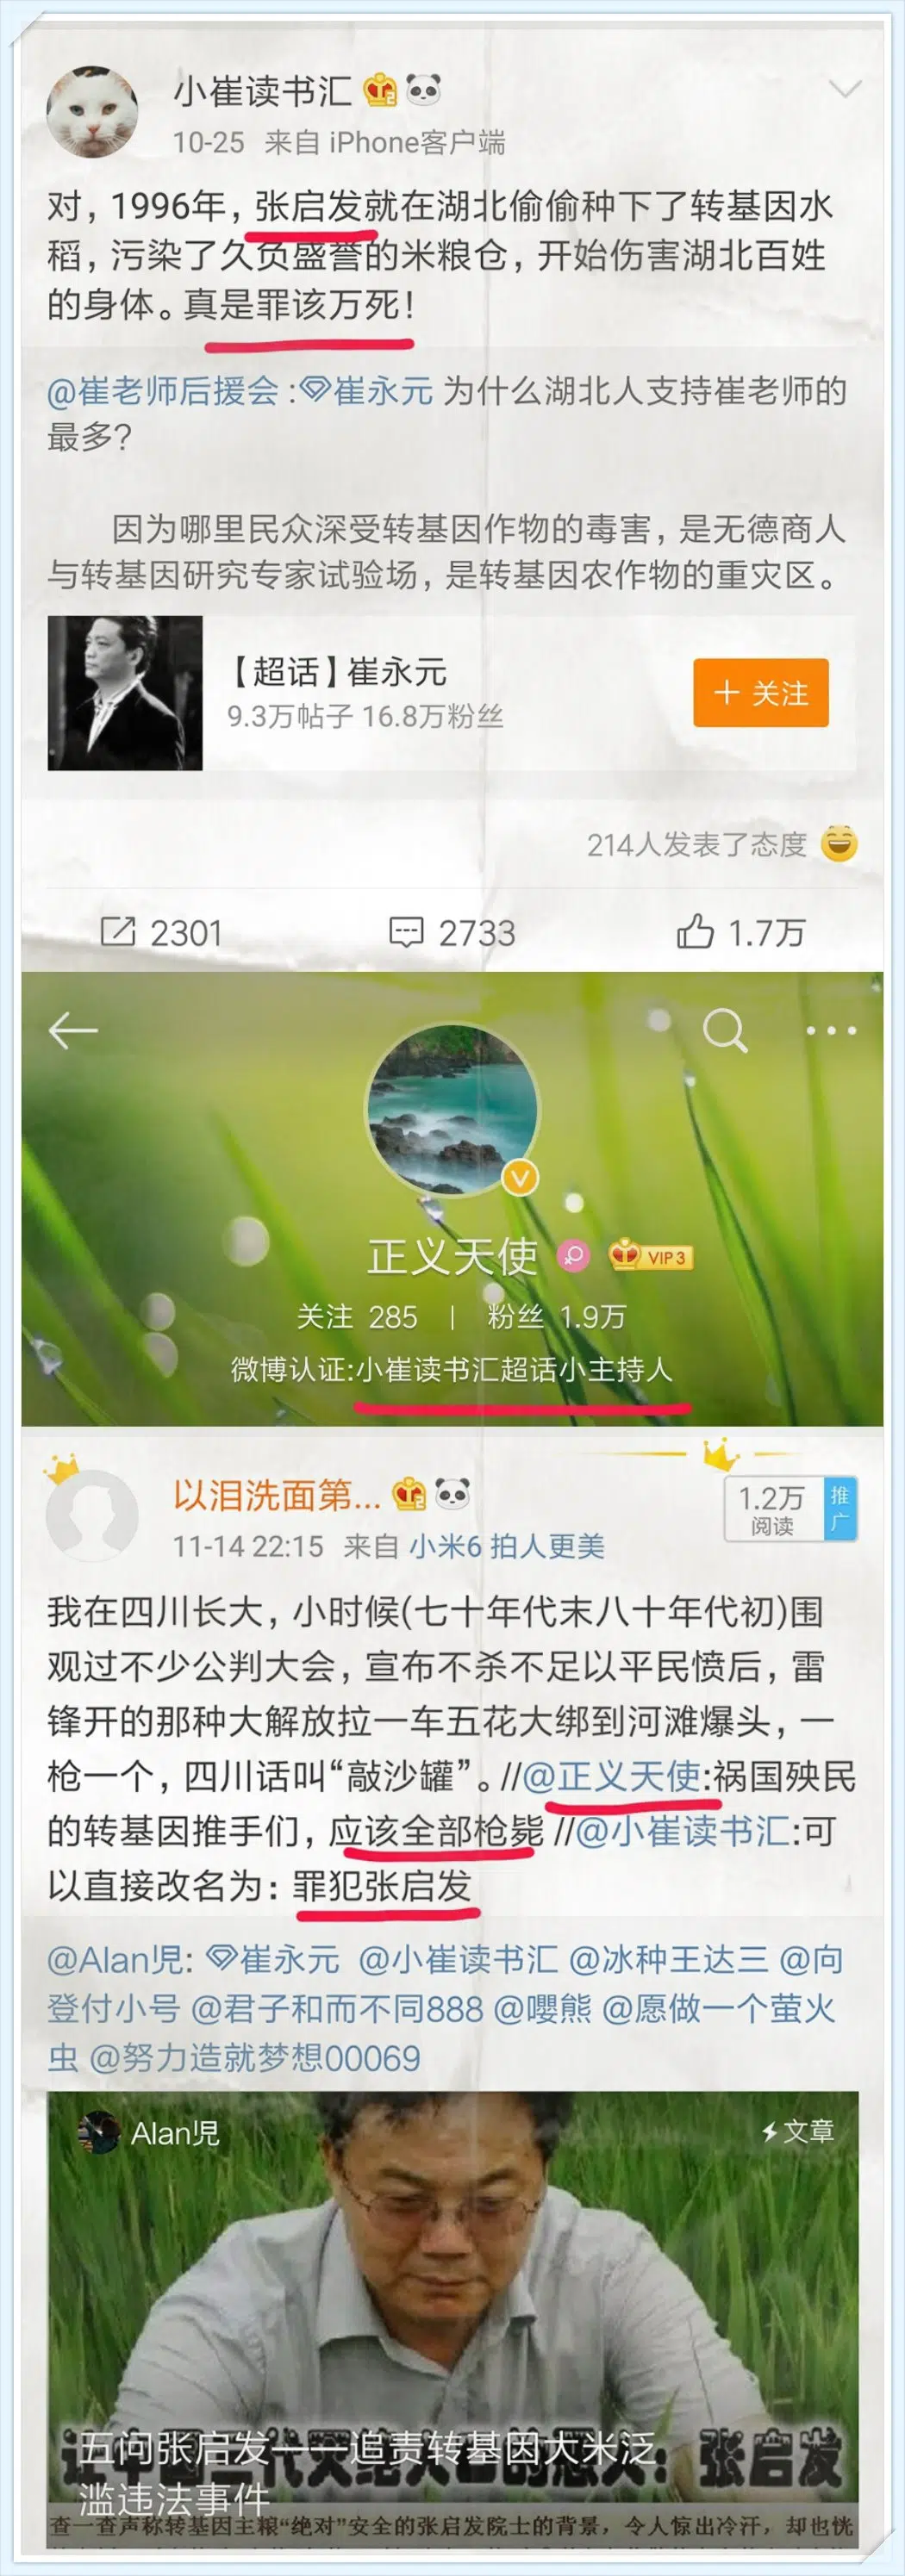 小崔读书汇
10-25 来自 iPhone客户端
对，1996年，张启发就在湖北偷偷种下了转基因水
稻，污染了久负盛誉的米粮仓，开始伤害湖北百姓
的身体。真是罪该万死！
@崔老师后援会 :崔永元 为什么湖北人支持崔老师的
最多？
因为哪里民众深受转基因作物的毒害，是无德商人
与转基因研究专家试验场，是转基因农作物的重灾区。
【超话】崔永元
9.3万帖子 16.8万粉丝
+ 关注
214人发表了态度
2301 2733 1.7万
正义天使 VIP 3
关注 285 | 粉丝 1.9万
微博认证:小崔读书汇超话小主持人
以泪洗面第... 1.2万 推广
阅读
11-14 22:15 来自 小米6 拍人更美
我在四川长大，小时候(七十年代末八十年代初)围
观过不少公判大会，宣布不杀不足以平民愤后，雷
锋开的那种大解放拉一车五花大绑到河滩爆头，一
枪一个，四川话叫“敲沙罐”。//@正义天使:祸国殃民
的转基因推手们，应该全部枪毙 //@小崔读书汇:可
以直接改名为：罪犯张启发
@Alan児: 崔永元 @小崔读书汇 @冰种王达三 @向
登付小号 @君子和而不同888 @嘤熊 @愿做一个萤火
虫 @努力造就梦想00069
Alan児 文章
五问张启发——追责转基因大米泛
滥违法事件
张启发
查一查声称转基因主粮“绝对”安全的张启发院士的背景，令人惊出冷汗，却也恍